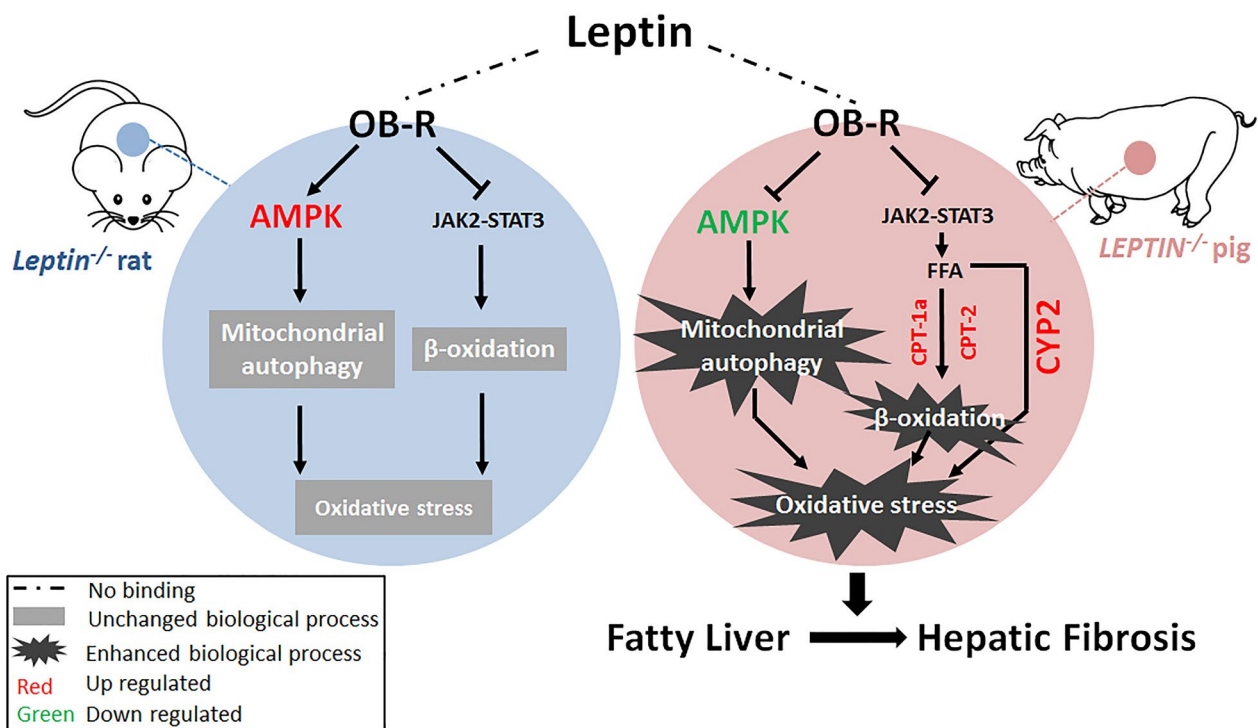 Leptin
OB-R
OB-R
AMPK
JAK2-STAT3
Leptin-/- rat
Mitochondrial
autophagy
β-oxidation
Oxidative stress
AMPK
JAK2-STAT3
FFA
LEPTIN-/- pig
CPT-1a
CPT-2
CYP2
Mitochondrial
autophagy
β-oxidation
Oxidative stress
Fatty Liver
Hepatic Fibrosis
No binding
Unchanged biological process
Enhanced biological process
Red Up regulated
Green Down regulated